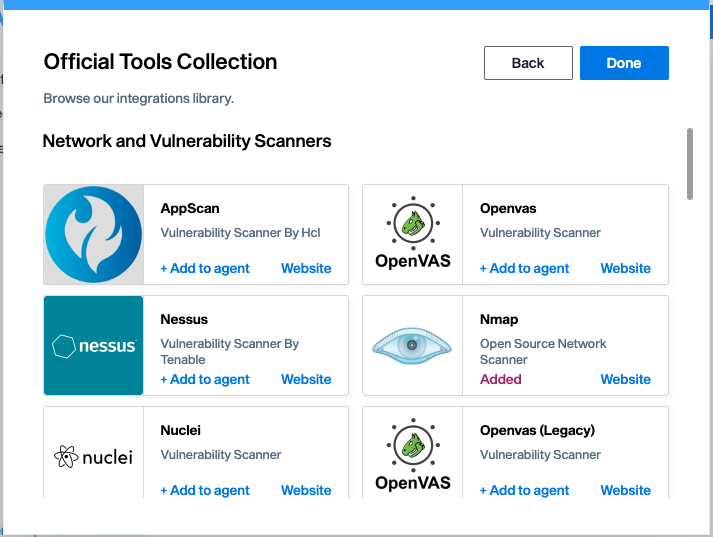 Official Tools Collection
Back
Done
Browse our integrations library.
Network and Vulnerability Scanners
AppScan
Vulnerability Scanner By Hcl
+ Add to agent
Website
OpenVAS
Openvas
Vulnerability Scanner
+ Add to agent
Website
nessus
Nessus
Vulnerability Scanner By
Tenable
+ Add to agent
Website
Nmap
Open Source Network
Scanner
Added
Website
nuclei
Nuclei
Vulnerability Scanner
+ Add to agent
Website
OpenVAS
Openvas (Legacy)
Vulnerability Scanner
+ Add to agent
Website